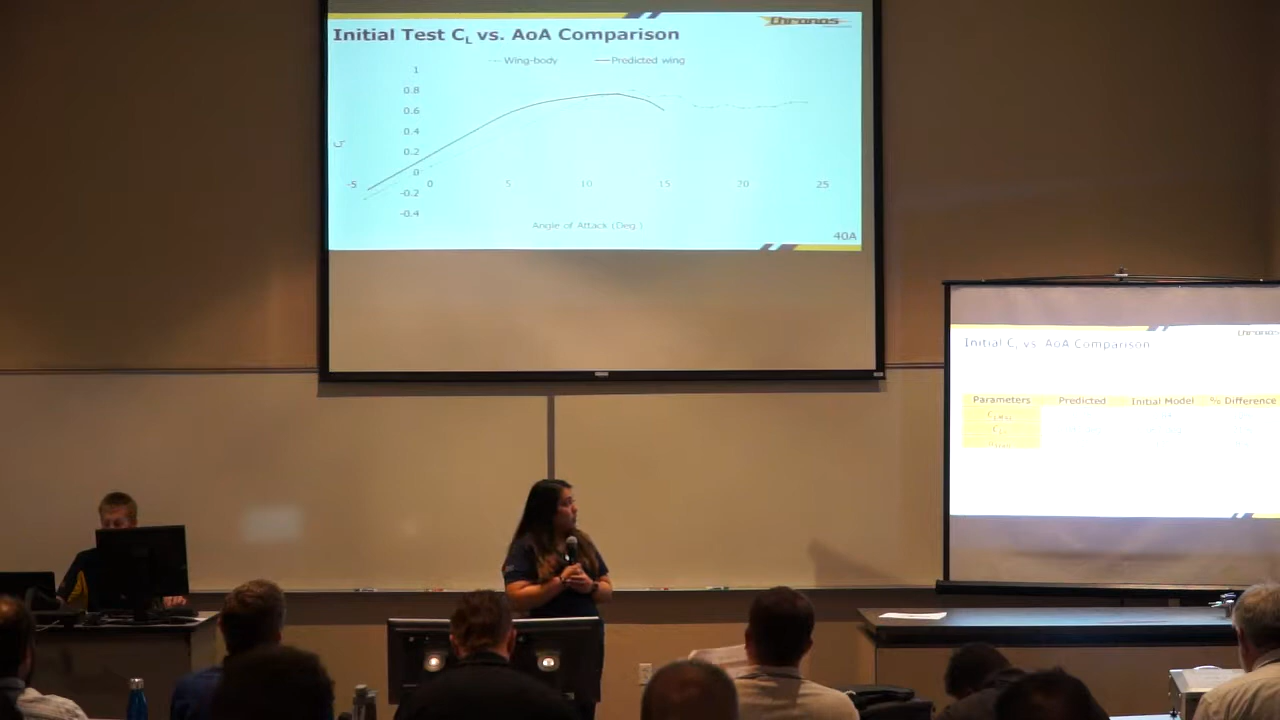 Chronos
Initial Test CL vs. AoA Comparison
Wing-body Predicted wing
1
0.8
0.6
0.4
0.2
0
-0.2
-0.4
-5 0 5 10 15 20 25
CL
Angle of Attack (Deg.)
40A
Chronos
Initial CL vs. AoA Comparison
Parameters Predicted Initial Model % Difference